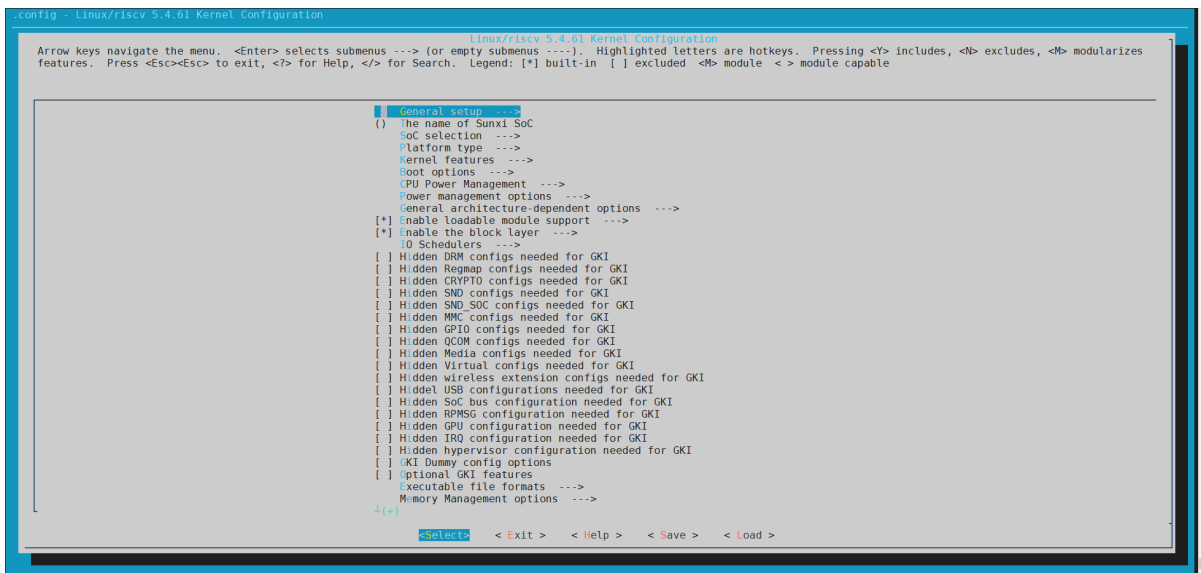 .config - Linux/riscv 5.4.61 Kernel Configuration
Linux/riscv 5.4.61 Kernel Configuration
Arrow keys navigate the menu.  <Enter> selects submenus ---> (or empty submenus ----).  Highlighted letters are hotkeys.  Pressing <Y> includes, <N> excludes, <M> modularizes
features.  Press <Esc><Esc> to exit, <?> for Help, </> for Search.  Legend: [*] built-in  [ ] excluded  <M> module  < > module capable
General setup  --->
()  The name of Sunxi SoC
SoC selection  --->
Platform type  --->
Kernel features  --->
Boot options  --->
CPU Power Management  --->
Power management options  --->
General architecture-dependent options  --->
[*] Enable loadable module support  --->
[*] Enable the block layer  --->
IO Schedulers  --->
[ ] Hidden DRM configs needed for GKI
[ ] Hidden Regmap configs needed for GKI
[ ] Hidden CRYPTO configs needed for GKI
[ ] Hidden SND configs needed for GKI
[ ] Hidden SND_SOC configs needed for GKI
[ ] Hidden MMC configs needed for GKI
[ ] Hidden GPIO configs needed for GKI
[ ] Hidden QCOM configs needed for GKI
[ ] Hidden Media configs needed for GKI
[ ] Hidden Virtual configs needed for GKI
[ ] Hidden wireless extension configs needed for GKI
[ ] Hiddel USB configurations needed for GKI
[ ] Hidden SoC bus configuration needed for GKI
[ ] Hidden RPMSG configuration needed for GKI
[ ] Hidden GPU configuration needed for GKI
[ ] Hidden IRQ configuration needed for GKI
[ ] Hidden hypervisor configuration needed for GKI
[ ] GKI Dummy config options
[ ] Optional GKI features
Executable file formats  --->
Memory Management options  --->
┴(+)
<Select>    < Exit >    < Help >    < Save >    < Load >